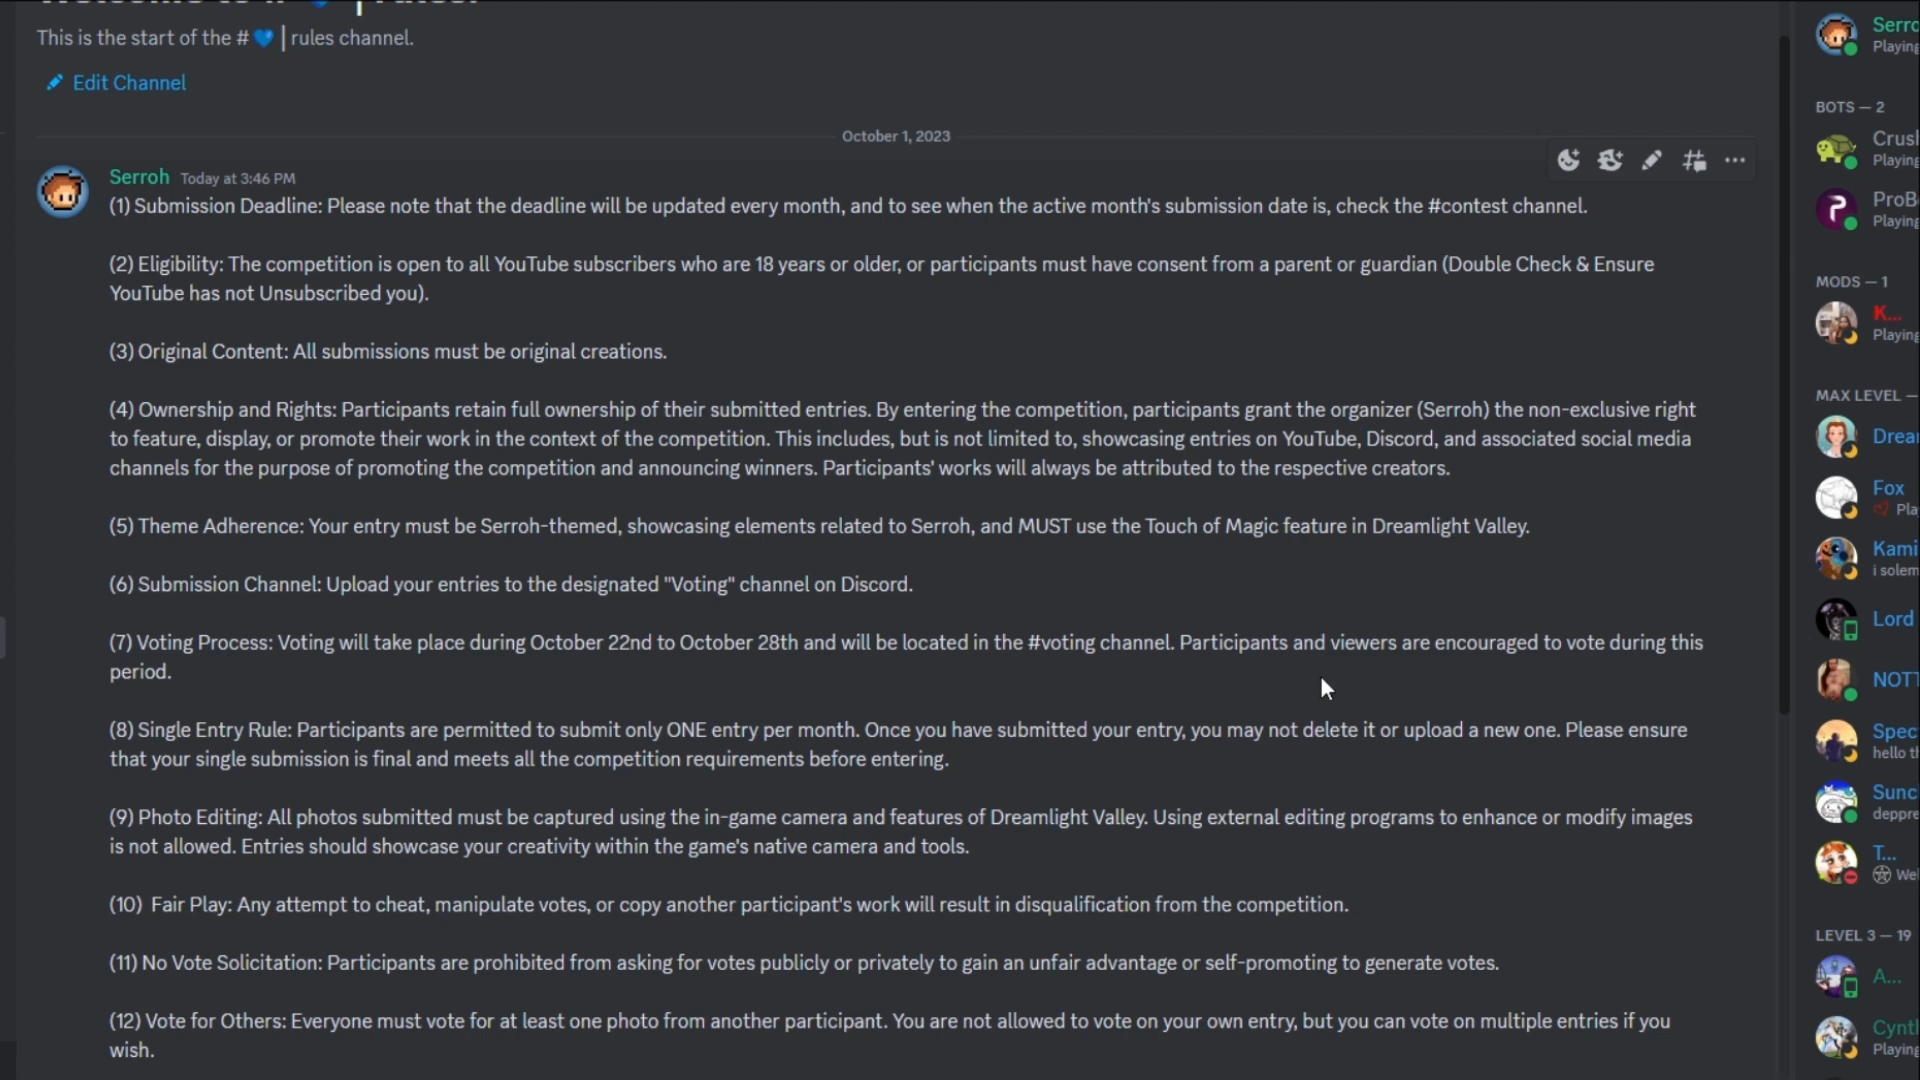 This is the start of the # 💙 | rules channel.
Edit Channel
October 1, 2023
Serroh Today at 3:46 PM
(1) Submission Deadline: Please note that the deadline will be updated every month, and to see when the active month's submission date is, check the #contest channel.
(2) Eligibility: The competition is open to all YouTube subscribers who are 18 years or older, or participants must have consent from a parent or guardian (Double Check & Ensure
YouTube has not Unsubscribed you).
(3) Original Content: All submissions must be original creations.
(4) Ownership and Rights: Participants retain full ownership of their submitted entries. By entering the competition, participants grant the organizer (Serroh) the non-exclusive right
to feature, display, or promote their work in the context of the competition. This includes, but is not limited to, showcasing entries on YouTube, Discord, and associated social media
channels for the purpose of promoting the competition and announcing winners. Participants' works will always be attributed to the respective creators.
(5) Theme Adherence: Your entry must be Serroh-themed, showcasing elements related to Serroh, and MUST use the Touch of Magic feature in Dreamlight Valley.
(6) Submission Channel: Upload your entries to the designated "Voting" channel on Discord.
(7) Voting Process: Voting will take place during October 22nd to October 28th and will be located in the #voting channel. Participants and viewers are encouraged to vote during this
period.
(8) Single Entry Rule: Participants are permitted to submit only ONE entry per month. Once you have submitted your entry, you may not delete it or upload a new one. Please ensure
that your single submission is final and meets all the competition requirements before entering.
(9) Photo Editing: All photos submitted must be captured using the in-game camera and features of Dreamlight Valley. Using external editing programs to enhance or modify images
is not allowed. Entries should showcase your creativity within the game's native camera and tools.
(10) Fair Play: Any attempt to cheat, manipulate votes, or copy another participant's work will result in disqualification from the competition.
(11) No Vote Solicitation: Participants are prohibited from asking for votes publicly or privately to gain an unfair advantage or self-promoting to generate votes.
(12) Vote for Others: Everyone must vote for at least one photo from another participant. You are not allowed to vote on your own entry, but you can vote on multiple entries if you
wish.
Serro
Playing
BOTS — 2
Crusl
Playing
ProB
Playing
MODS — 1
K...
Playing
MAX LEVEL —
Drea
Fox
Pla
Kami
i solem
Lord
NOTT
Spec
hello th
Sunc
deppre
T...
Wel
LEVEL 3 — 19
A...
Cynt
Playing